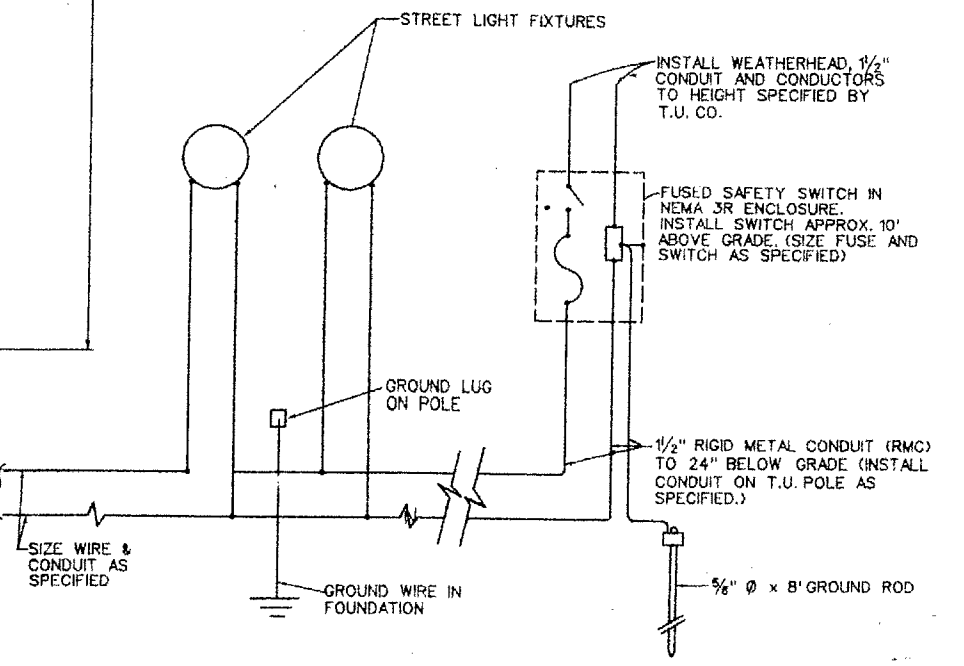 STREET LIGHT FIXTURES
INSTALL WEATHERHEAD, 1½"
CONDUIT AND CONDUCTORS
TO HEIGHT SPECIFIED BY
T.U. CO.
FUSED SAFETY SWITCH IN
NEMA 3R ENCLOSURE.
INSTALL SWITCH APPROX. 10'
ABOVE GRADE. (SIZE FUSE AND
SWITCH AS SPECIFIED)
GROUND LUG
ON POLE
1½" RIGID METAL CONDUIT (RMC)
TO 24" BELOW GRADE (INSTALL
CONDUIT ON T.U. POLE AS
SPECIFIED.)
SIZE WIRE &
CONDUIT AS
SPECIFIED
GROUND WIRE IN
FOUNDATION
⅝" Ø x 8' GROUND ROD